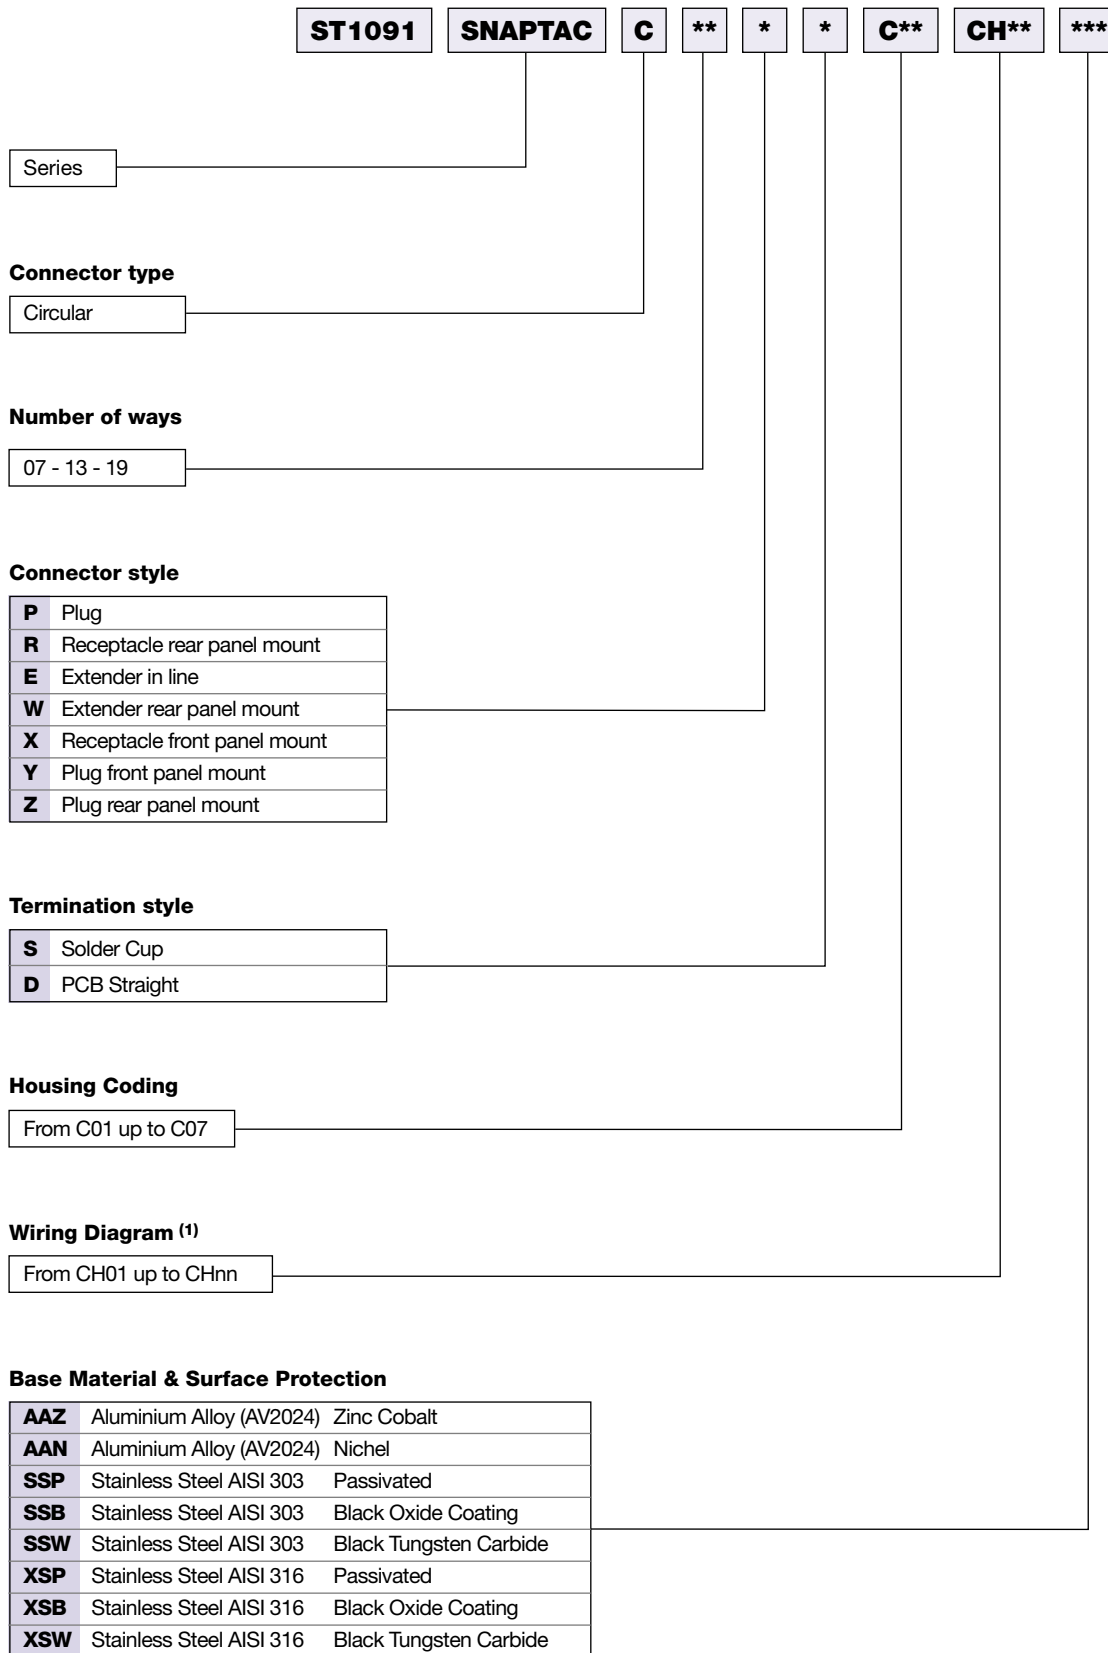 ST1091 SNAPTAC C ** * * C** CH** ***
Series
Connector type
Circular
Number of ways
07 - 13 - 19
Connector style
P Plug
R Receptacle rear panel mount
E Extender in line
W Extender rear panel mount
X Receptacle front panel mount
Y Plug front panel mount
Z Plug rear panel mount
Termination style
S Solder Cup
D PCB Straight
Housing Coding
From C01 up to C07
Wiring Diagram (1)
From CH01 up to CHnn
Base Material & Surface Protection
AAZ Aluminium Alloy (AV2024) Zinc Cobalt
AAN Aluminium Alloy (AV2024) Nichel
SSP Stainless Steel AISI 303 Passivated
SSB Stainless Steel AISI 303 Black Oxide Coating
SSW Stainless Steel AISI 303 Black Tungsten Carbide
XSP Stainless Steel AISI 316 Passivated
XSB Stainless Steel AISI 316 Black Oxide Coating
XSW Stainless Steel AISI 316 Black Tungsten Carbide